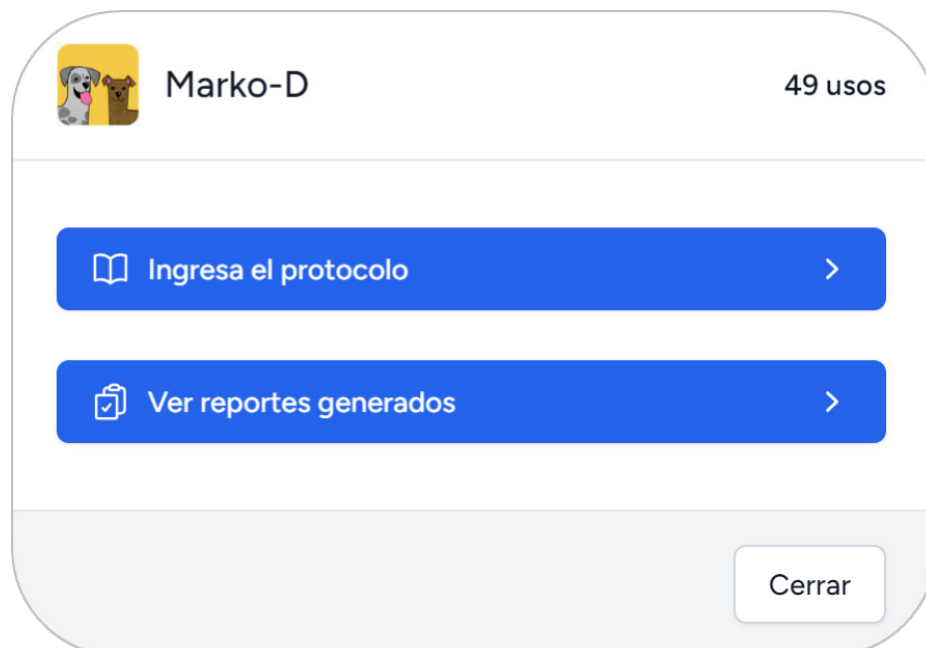 Marko-D
49 usos
Ingresa el protocolo
Ver reportes generados
Cerrar